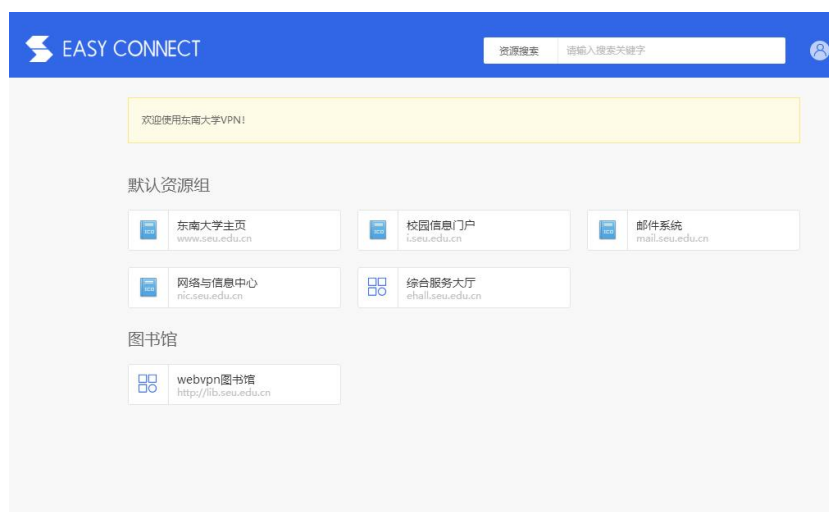 EASY CONNECT
资源搜索 请输入搜索关键字
欢迎使用东南大学VPN！
默认资源组
东南大学主页
www.seu.edu.cn
校园信息门户
i.seu.edu.cn
邮件系统
mail.seu.edu.cn
网络与信息中心
nic.seu.edu.cn
综合服务大厅
ehall.seu.edu.cn
图书馆
webvpn图书馆
http://lib.seu.edu.cn